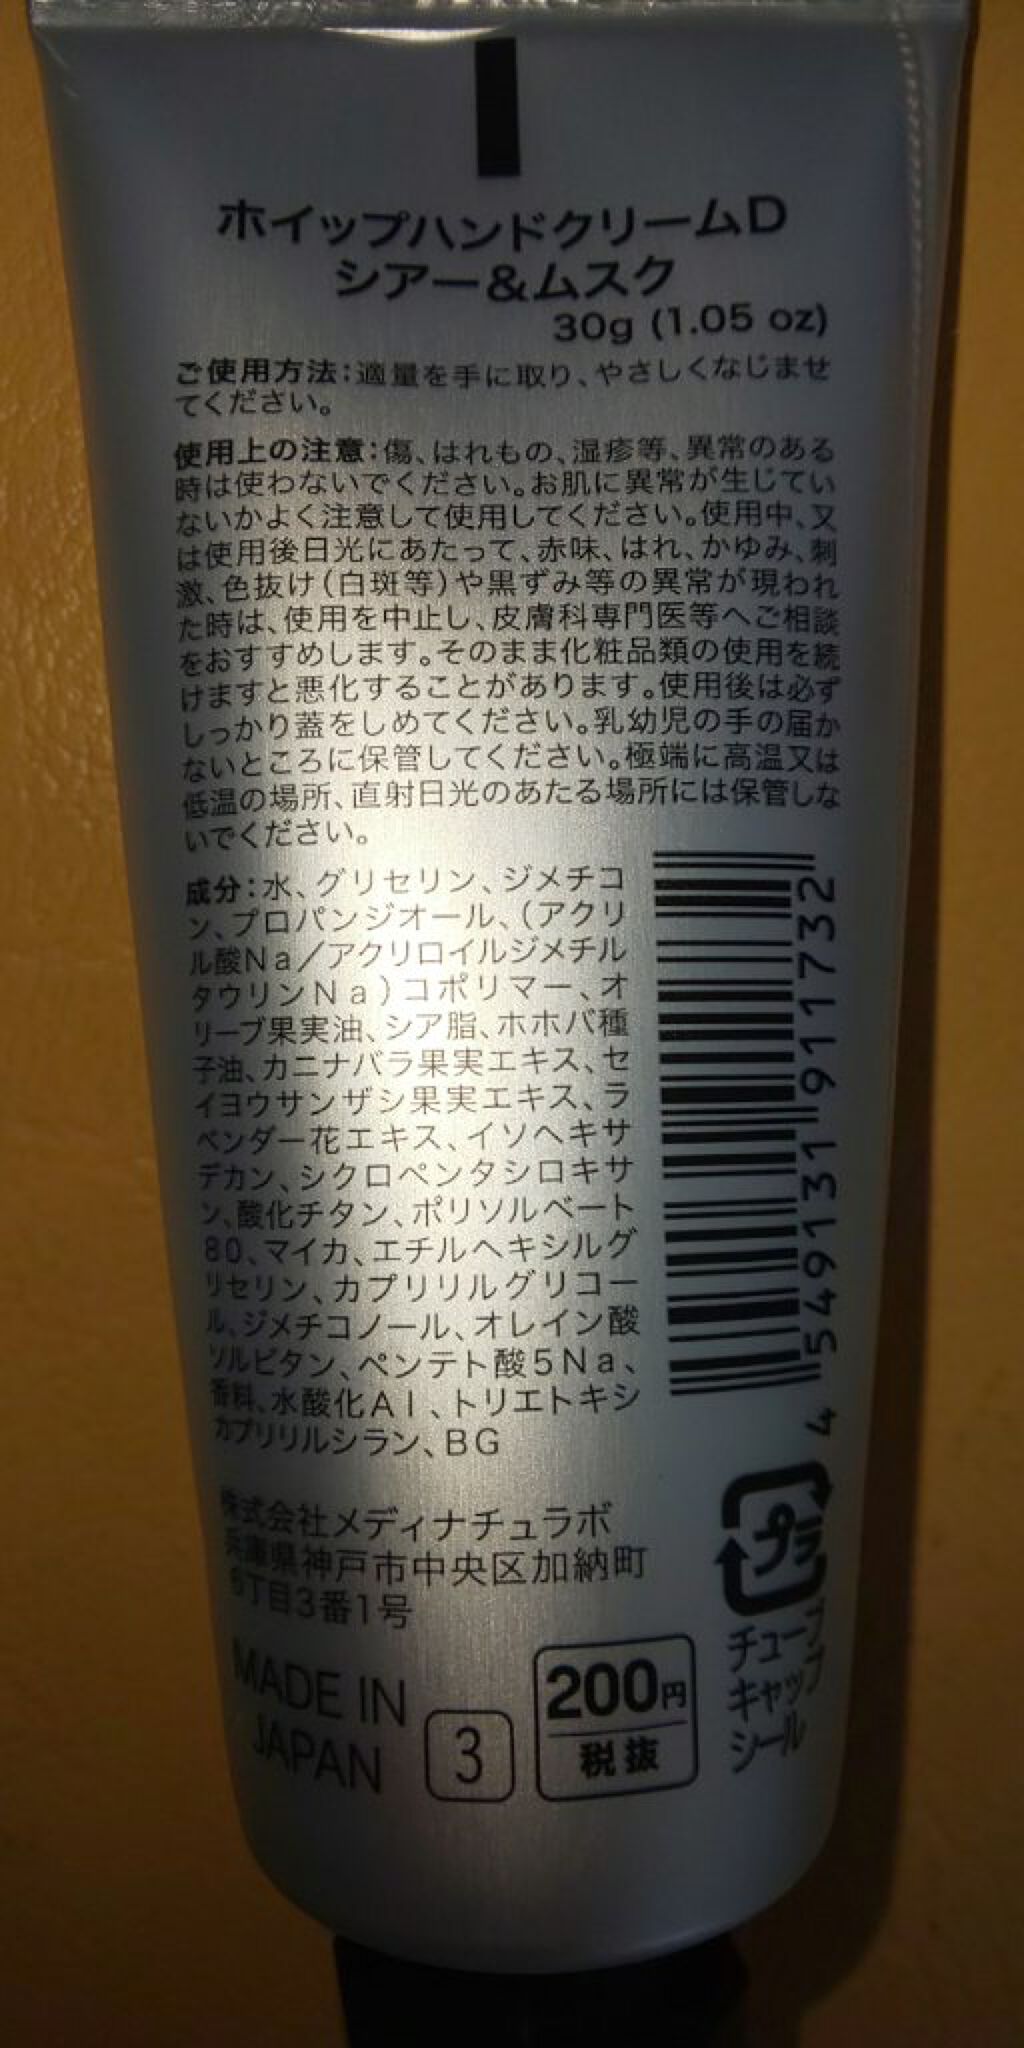 ホイップハンドクリームD
シアー&ムスク
30g (1.05 oz)
ご使用方法:適量を手に取り、やさしくなじませ
てください。
使用上の注意:傷、はれもの、湿疹等、異常のある
時は使わないでください。お肌に異常が生じてい
ないかよく注意して使用してください。使用中、又
は使用後日光にあたって、赤味、はれ、かゆみ、刺
激、色抜け(白斑等)や黒ずみ等の異常が現われ
た時は、使用を中止し、皮膚科専門医等へご相談
をおすすめします。そのまま化粧品類の使用を続
けますと悪化することがあります。使用後は必ず
しっかり蓋をしめてください。乳幼児の手の届か
ないところに保管してください。極端に高温又は
低温の場所、直射日光のあたる場所には保管しな
いでください。
成分:水、グリセリン、ジメチコ
ン、プロパンジオール、(アクリ
ル酸Na/アクリロイルジメチル
タウリンNa)コポリマー、オ
リーブ果実油、シア脂、ホホバ種
子油、カニナバラ果実エキス、セ
イヨウサンザシ果実エキス、ラ
ベンダー花エキス、イソヘキサ
デカン、シクロペンタシロキサ
ン、酸化チタン、ポリソルベート
80、マイカ、エチルヘキシルグ
リセリン、カプリリルグリコー
ル、ジメチコノール、オレイン酸
ソルビタン、ペンテト酸5Na、
香料、水酸化Al、トリエトキシ
カプリリルシラン、BG
4 549131 911732
株式会社メディナチュラボ
兵庫県神戸市中央区加納町
6丁目3番1号
プラ
チューブ
キャップ
シール
MADE IN
JAPAN
3
200円
税抜